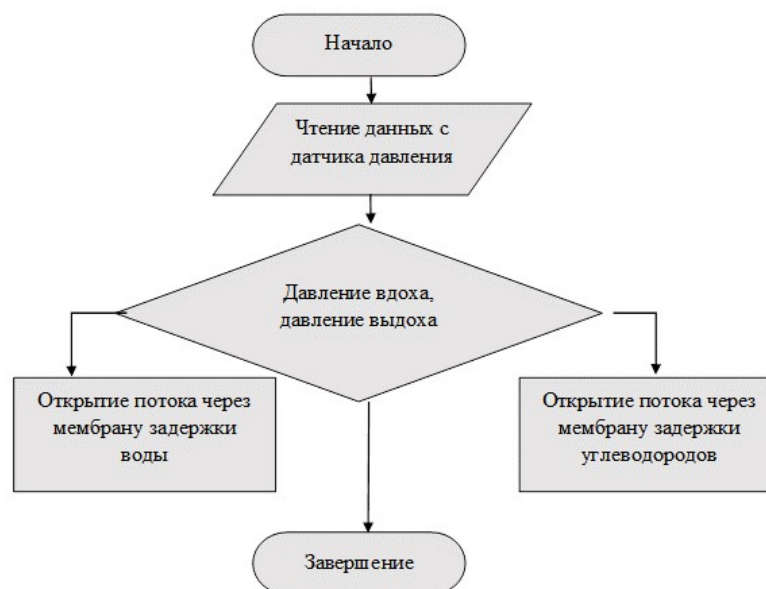 Начало
Чтение данных с
датчика давления
Давление вдоха,
давление выдоха
Открытие потока через
мембрану задержки
воды
Открытие потока через
мембрану задержки
углеводородов
Завершение